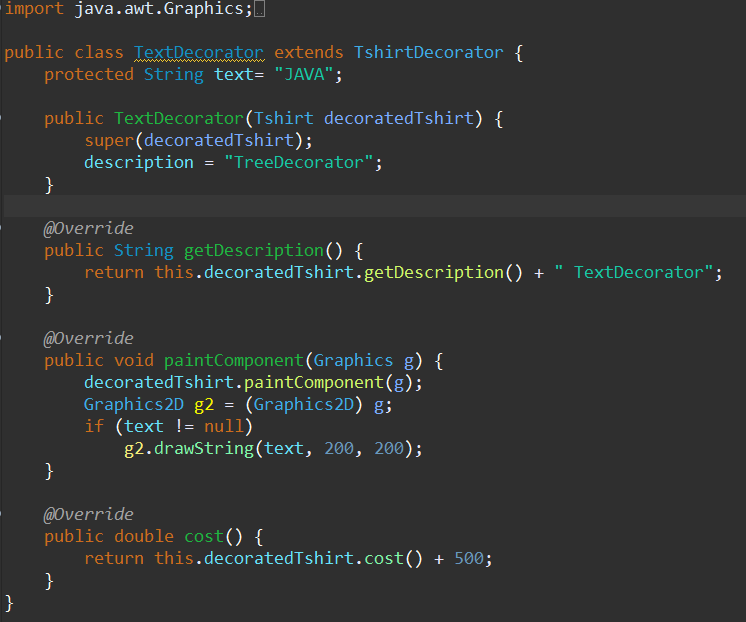 import java.awt.Graphics;
public class TextDecorator extends TshirtDecorator {
protected String text= "JAVA";
public TextDecorator(Tshirt decoratedTshirt) {
super(decoratedTshirt);
description = "TreeDecorator";
}
@Override
public String getDescription() {
return this.decoratedTshirt.getDescription() + " TextDecorator";
}
@Override
public void paintComponent(Graphics g) {
decoratedTshirt.paintComponent(g);
Graphics2D g2 = (Graphics2D) g;
if (text != null)
g2.drawString(text, 200, 200);
}
@Override
public double cost() {
return this.decoratedTshirt.cost() + 500;
}
}